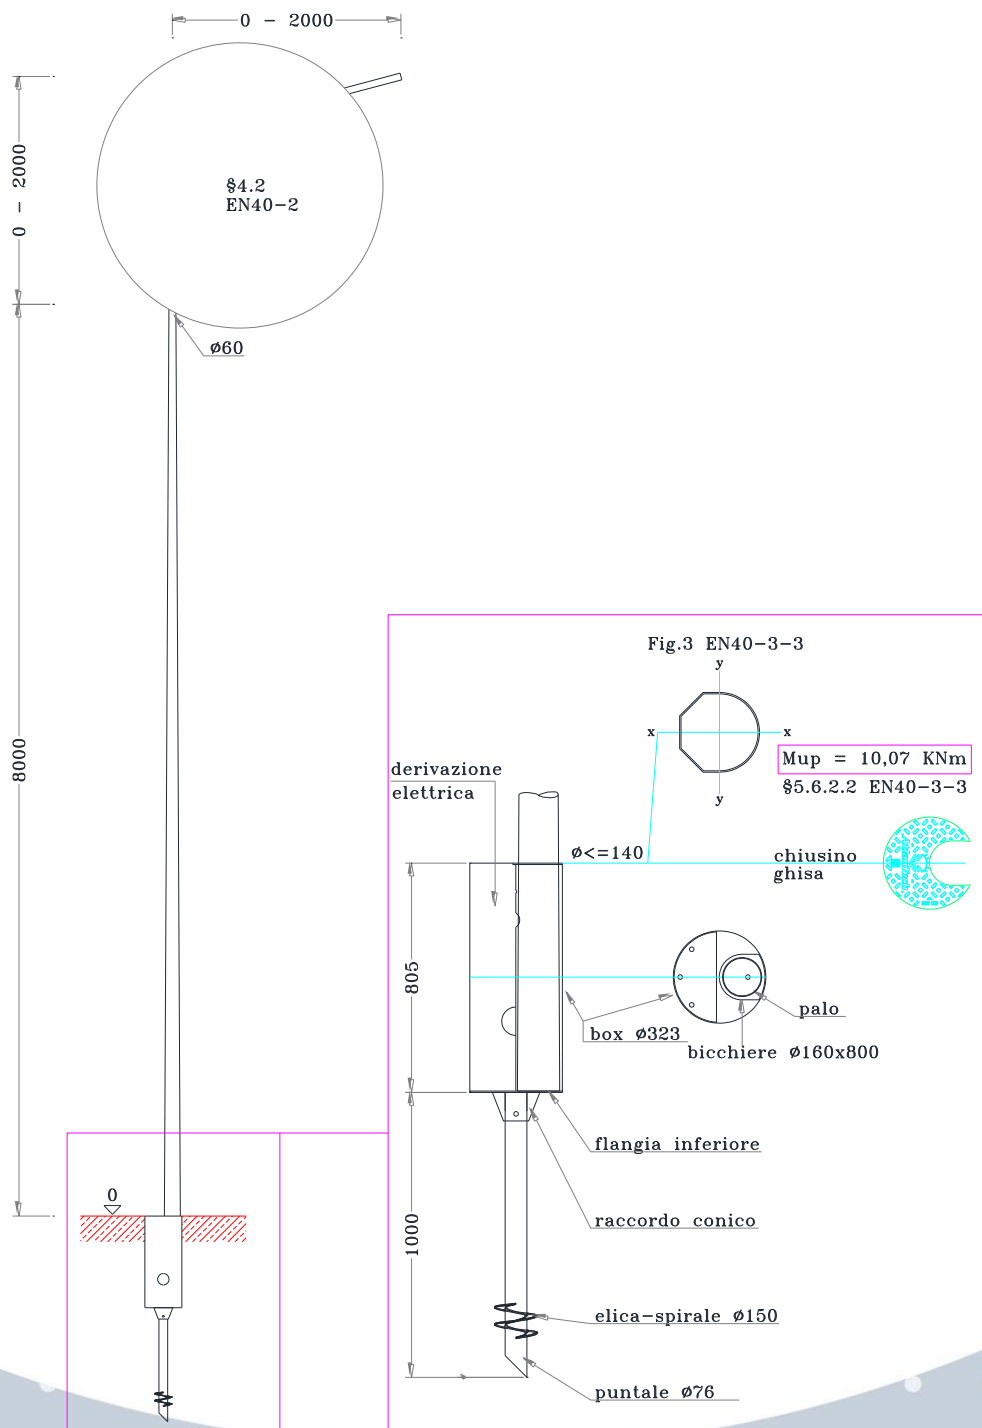 0 - 2000
0 - 2000
§4.2
EN40-2
ø60
8000
Fig.3 EN40-3-3
y
x
x
Mup = 10,07 KNm
§5.6.2.2 EN40-3-3
y
derivazione
elettrica
ø<=140
chiusino
ghisa
805
palo
box ø323
bicchiere ø160x800
flangia inferiore
0
raccordo conico
1000
elica-spirale ø150
puntale ø76